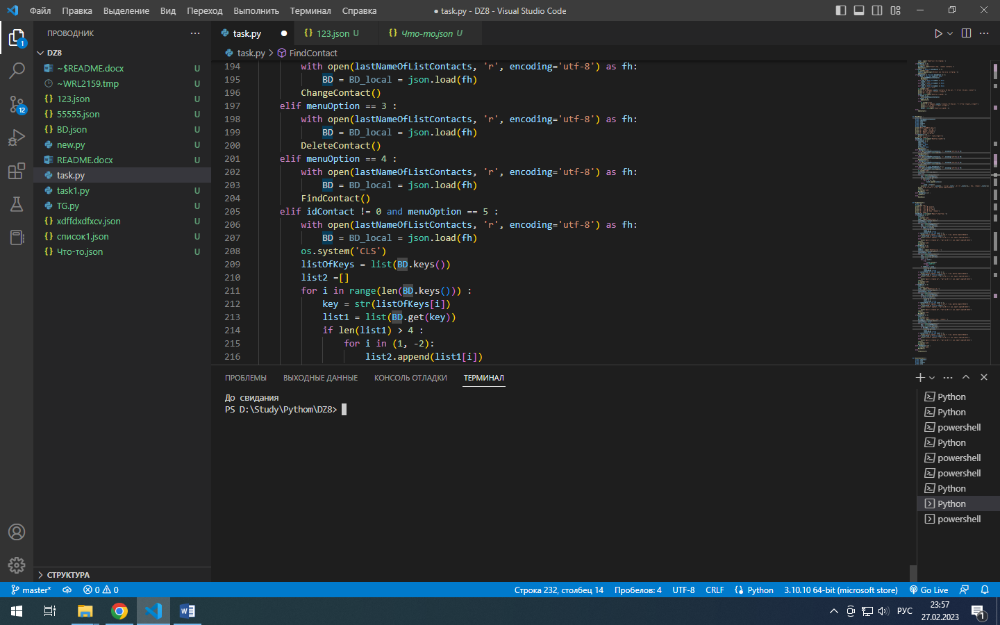 Файл Правка Выделение Вид Переход Выполнить Терминал Справка ● task.py - DZ8 - Visual Studio Code
ПРОВОДНИК
DZ8
~$README.docx U
~WRL2159.tmp U
123.json U
55555.json U
BD.json U
new.py U
README.docx U
task.py
task1.py U
TG.py U
xdffdxdfxcv.json U
список1.json U
Что-то.json U
СТРУКТУРА
1
12
task.py ● 123.json U Что-то.json U
task.py > FindContact
194 with open(lastNameOfListContacts, 'r', encoding='utf-8') as fh:
195 BD = BD_local = json.load(fh)
196 ChangeContact()
197 elif menuOption == 3 :
198 with open(lastNameOfListContacts, 'r', encoding='utf-8') as fh:
199 BD = BD_local = json.load(fh)
200 DeleteContact()
201 elif menuOption == 4 :
202 with open(lastNameOfListContacts, 'r', encoding='utf-8') as fh:
203 BD = BD_local = json.load(fh)
204 FindContact()
205 elif idContact != 0 and menuOption == 5 :
206 with open(lastNameOfListContacts, 'r', encoding='utf-8') as fh:
207 BD = BD_local = json.load(fh)
208 os.system('CLS')
209 listOfKeys = list(BD.keys())
210 list2 =[]
211 for i in range(len(BD.keys())) :
212 key = str(listOfKeys[i])
213 list1 = list(BD.get(key))
214 if len(list1) > 4 :
215 for i in (1, -2):
216 list2.append(list1[i])
ПРОБЛЕМЫ ВЫХОДНЫЕ ДАННЫЕ КОНСОЛЬ ОТЛАДКИ ТЕРМИНАЛ
До свидания
PS D:\Study\Pythom\DZ8>
Python
Python
powershell
Python
powershell
powershell
Python
Python
powershell
master* 0 0 Строка 232, столбец 14 Пробелов: 4 UTF-8 CRLF Python 3.10.10 64-bit (microsoft store) Go Live
РУС 23:57
27.02.2023
1